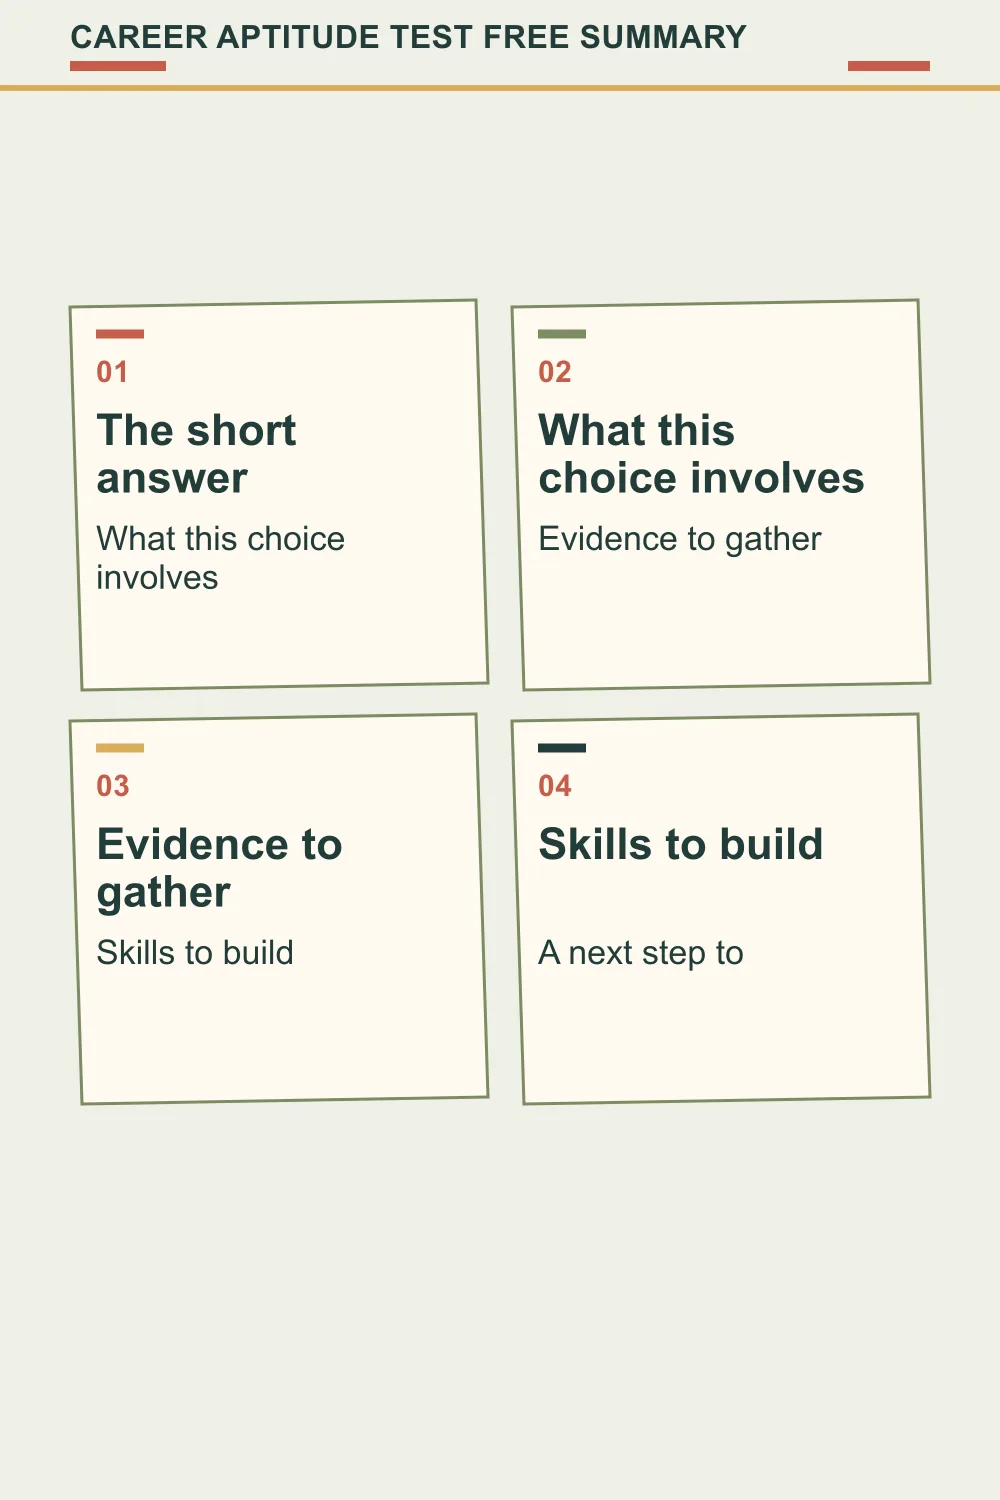 CAREER APTITUDE TEST FREE SUMMARY
01
The short
answer
What this choice
involves
02
What this
choice involves
Evidence to gather
03
Evidence to
gather
Skills to build
04
Skills to build
A next step to